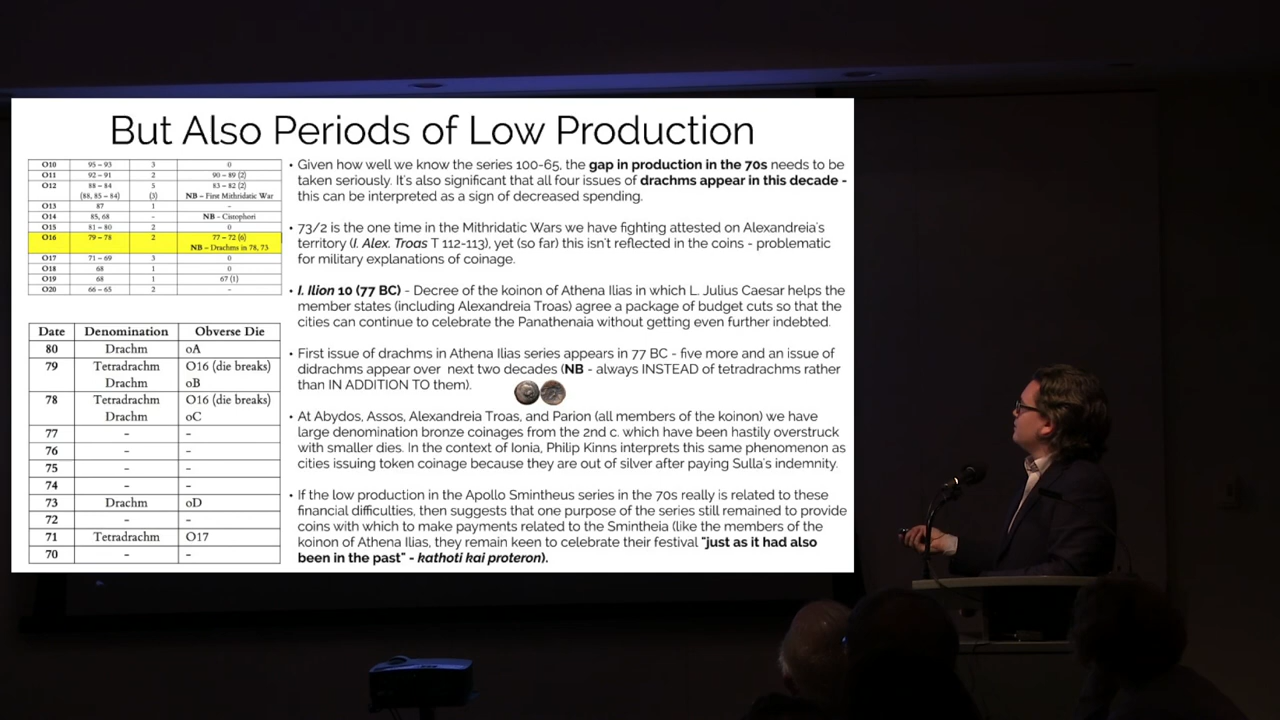 But Also Periods of Low Production
O10 95 – 93 3 0
O11 92 – 91 2 90 – 89 (2)
O12 88 – 84 5 83 – 82 (2)
(88, 85 – 84) (3) NB – First Mithridatic War
O13 87 1 -
O14 85, 68 - NB - Cistophori
O15 81 – 80 2 0
O16 79 – 78 2 77 – 72 (6)
NB – Drachms in 78, 73
O17 71 – 69 3 0
O18 68 1 0
O19 68 1 67 (1)
O20 66 – 65 2 -
Date Denomination Obverse Die
80 Drachm oA
79 Tetradrachm O16 (die breaks)
Drachm oB
78 Tetradrachm O16 (die breaks)
Drachm oC
77 - -
76 - -
75 - -
74 - -
73 Drachm oD
72 - -
71 Tetradrachm O17
70 - -
• Given how well we know the series 100-65, the gap in production in the 70s needs to
be taken seriously. It's also significant that all four issues of drachms appear in this decade -
this can be interpreted as a sign of decreased spending.
• 73/2 is the one time in the Mithridatic Wars we have fighting attested on Alexandreia's
territory (I. Alex. Troas T 112-113), yet (so far) this isn't reflected in the coins - problematic
for military explanations of coinage.
• I. Ilion 10 (77 BC) - Decree of the koinon of Athena Ilias in which L. Julius Caesar helps the
member states (including Alexandreia Troas) agree a package of budget cuts so that the
cities can continue to celebrate the Panathenaia without getting even further indebted.
• First issue of drachms in Athena Ilias series appears in 77 BC - five more and an issue of
didrachms appear over next two decades (NB - always INSTEAD of tetradrachms rather
than IN ADDITION TO them).
• At Abydos, Assos, Alexandreia Troas, and Parion (all members of the koinon) we have
large denomination bronze coinages from the 2nd c. which have been hastily overstruck
with smaller dies. In the context of Ionia, Philip Kinns interprets this same phenomenon as
cities issuing token coinage because they are out of silver after paying Sulla's indemnity.
• If the low production in the Apollo Smintheus series in the 70s really is related to these
financial difficulties, then suggests that one purpose of the series still remained to provide
coins with which to make payments related to the Smintheia (like the members of the
koinon of Athena Ilias, they remain keen to celebrate their festival "just as it had also
been in the past" - kathoti kai proteron).